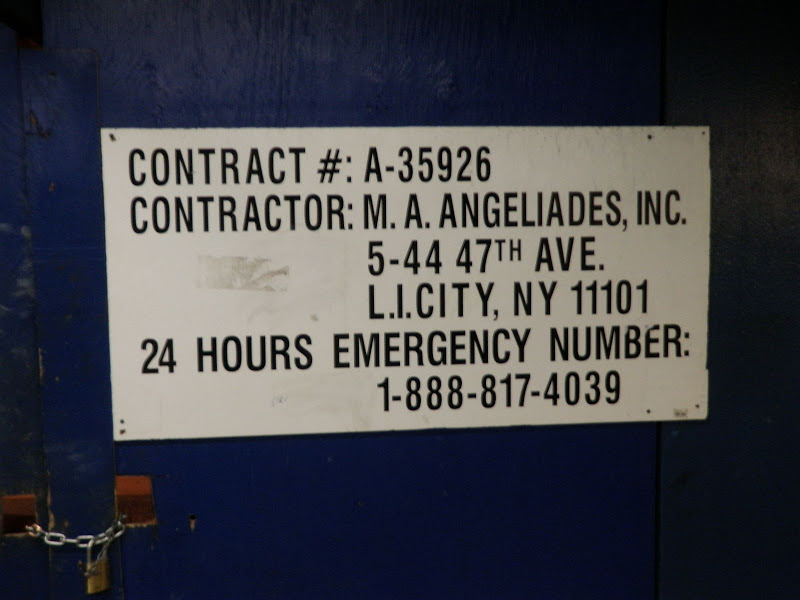 CONTRACT #: A-35926
CONTRACTOR: M. A. ANGELIADES, INC.
5-44 47TH AVE.
L.I.CITY, NY 11101
24 HOURS EMERGENCY NUMBER:
1-888-817-4039